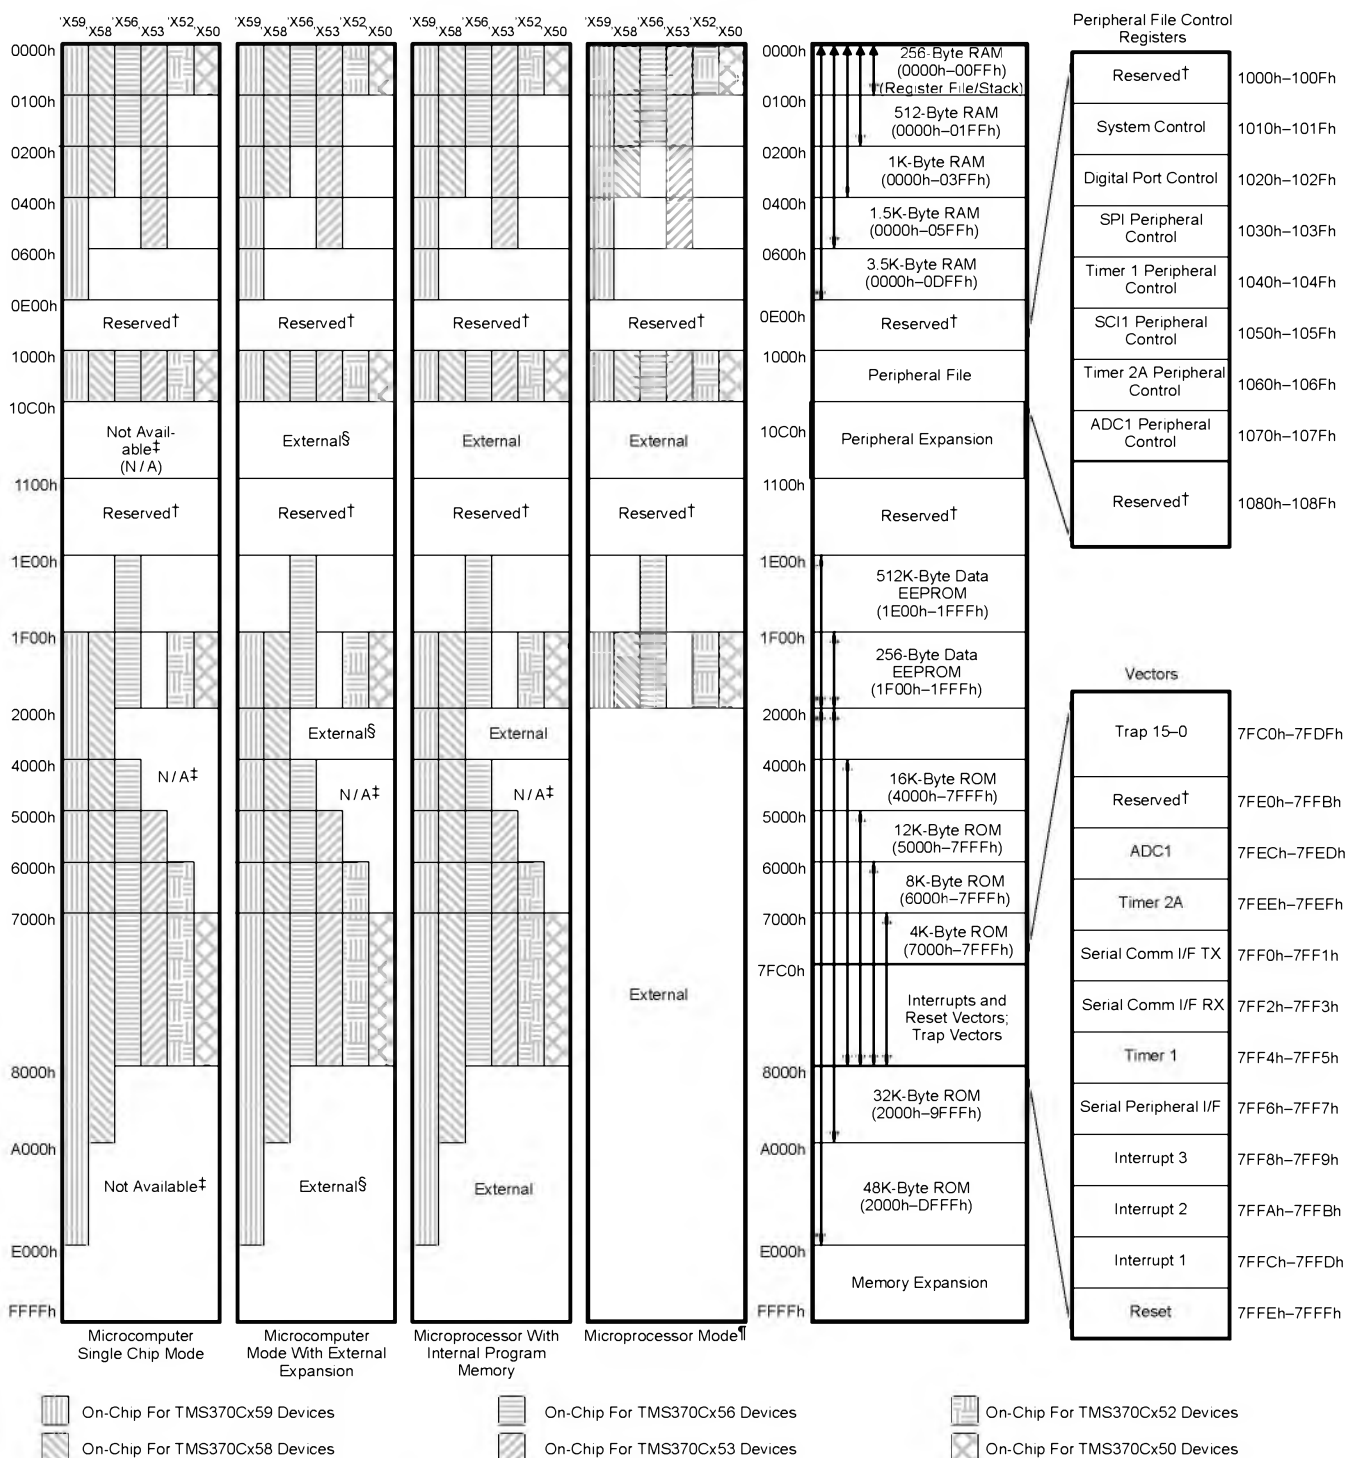 'X59 'X58 'X56 'X53 'X52 'X50
'X59 'X58 'X56 'X53 'X52 'X50
'X59 'X58 'X56 'X53 'X52 'X50
'X59 'X58 'X56 'X53 'X52 'X50
0000h
0100h
0200h
0400h
0600h
0E00h
1000h
10C0h
1100h
1E00h
1F00h
2000h
4000h
5000h
6000h
7000h
8000h
A000h
E000h
FFFFh
Reserved†
Not Avail-
able‡
(N / A)
Reserved†
N / A‡
Not Available‡
Microcomputer
Single Chip Mode
Reserved†
External§
Reserved†
External§
N / A‡
External§
Microcomputer
Mode With External
Expansion
Reserved†
External
Reserved†
External
N / A‡
External
Microprocessor With
Internal Program
Memory
Reserved†
External
Reserved†
External
Microprocessor Mode¶
0000h
0100h
0200h
0400h
0600h
0E00h
1000h
10C0h
1100h
1E00h
1F00h
2000h
4000h
5000h
6000h
7000h
7FC0h
8000h
A000h
E000h
FFFFh
256-Byte RAM
(0000h–00FFh)
(Register File/Stack)
512-Byte RAM
(0000h–01FFh)
1K-Byte RAM
(0000h–03FFh)
1.5K-Byte RAM
(0000h–05FFh)
3.5K-Byte RAM
(0000h–0DFFh)
Reserved†
Peripheral File
Peripheral Expansion
Reserved†
512K-Byte Data
EEPROM
(1E00h–1FFFh)
256-Byte Data
EEPROM
(1F00h–1FFFh)
16K-Byte ROM
(4000h–7FFFh)
12K-Byte ROM
(5000h–7FFFh)
8K-Byte ROM
(6000h–7FFFh)
4K-Byte ROM
(7000h–7FFFh)
Interrupts and
Reset Vectors;
Trap Vectors
32K-Byte ROM
(2000h–9FFFh)
48K-Byte ROM
(2000h–DFFFh)
Memory Expansion
Peripheral File Control
Registers
Reserved† 1000h–100Fh
System Control 1010h–101Fh
Digital Port Control 1020h–102Fh
SPI Peripheral
Control 1030h–103Fh
Timer 1 Peripheral
Control 1040h–104Fh
SCI1 Peripheral
Control 1050h–105Fh
Timer 2A Peripheral
Control 1060h–106Fh
ADC1 Peripheral
Control 1070h–107Fh
Reserved† 1080h–108Fh
Vectors
Trap 15–0 7FC0h–7FDFh
Reserved† 7FE0h–7FFBh
ADC1 7FECh–7FEDh
Timer 2A 7FEEh–7FEFh
Serial Comm I/F TX 7FF0h–7FF1h
Serial Comm I/F RX 7FF2h–7FF3h
Timer 1 7FF4h–7FF5h
Serial Peripheral I/F 7FF6h–7FF7h
Interrupt 3 7FF8h–7FF9h
Interrupt 2 7FFAh–7FFBh
Interrupt 1 7FFCh–7FFDh
Reset 7FFEh–7FFFh
On-Chip For TMS370Cx59 Devices
On-Chip For TMS370Cx56 Devices
On-Chip For TMS370Cx52 Devices
On-Chip For TMS370Cx58 Devices
On-Chip For TMS370Cx53 Devices
On-Chip For TMS370Cx50 Devices